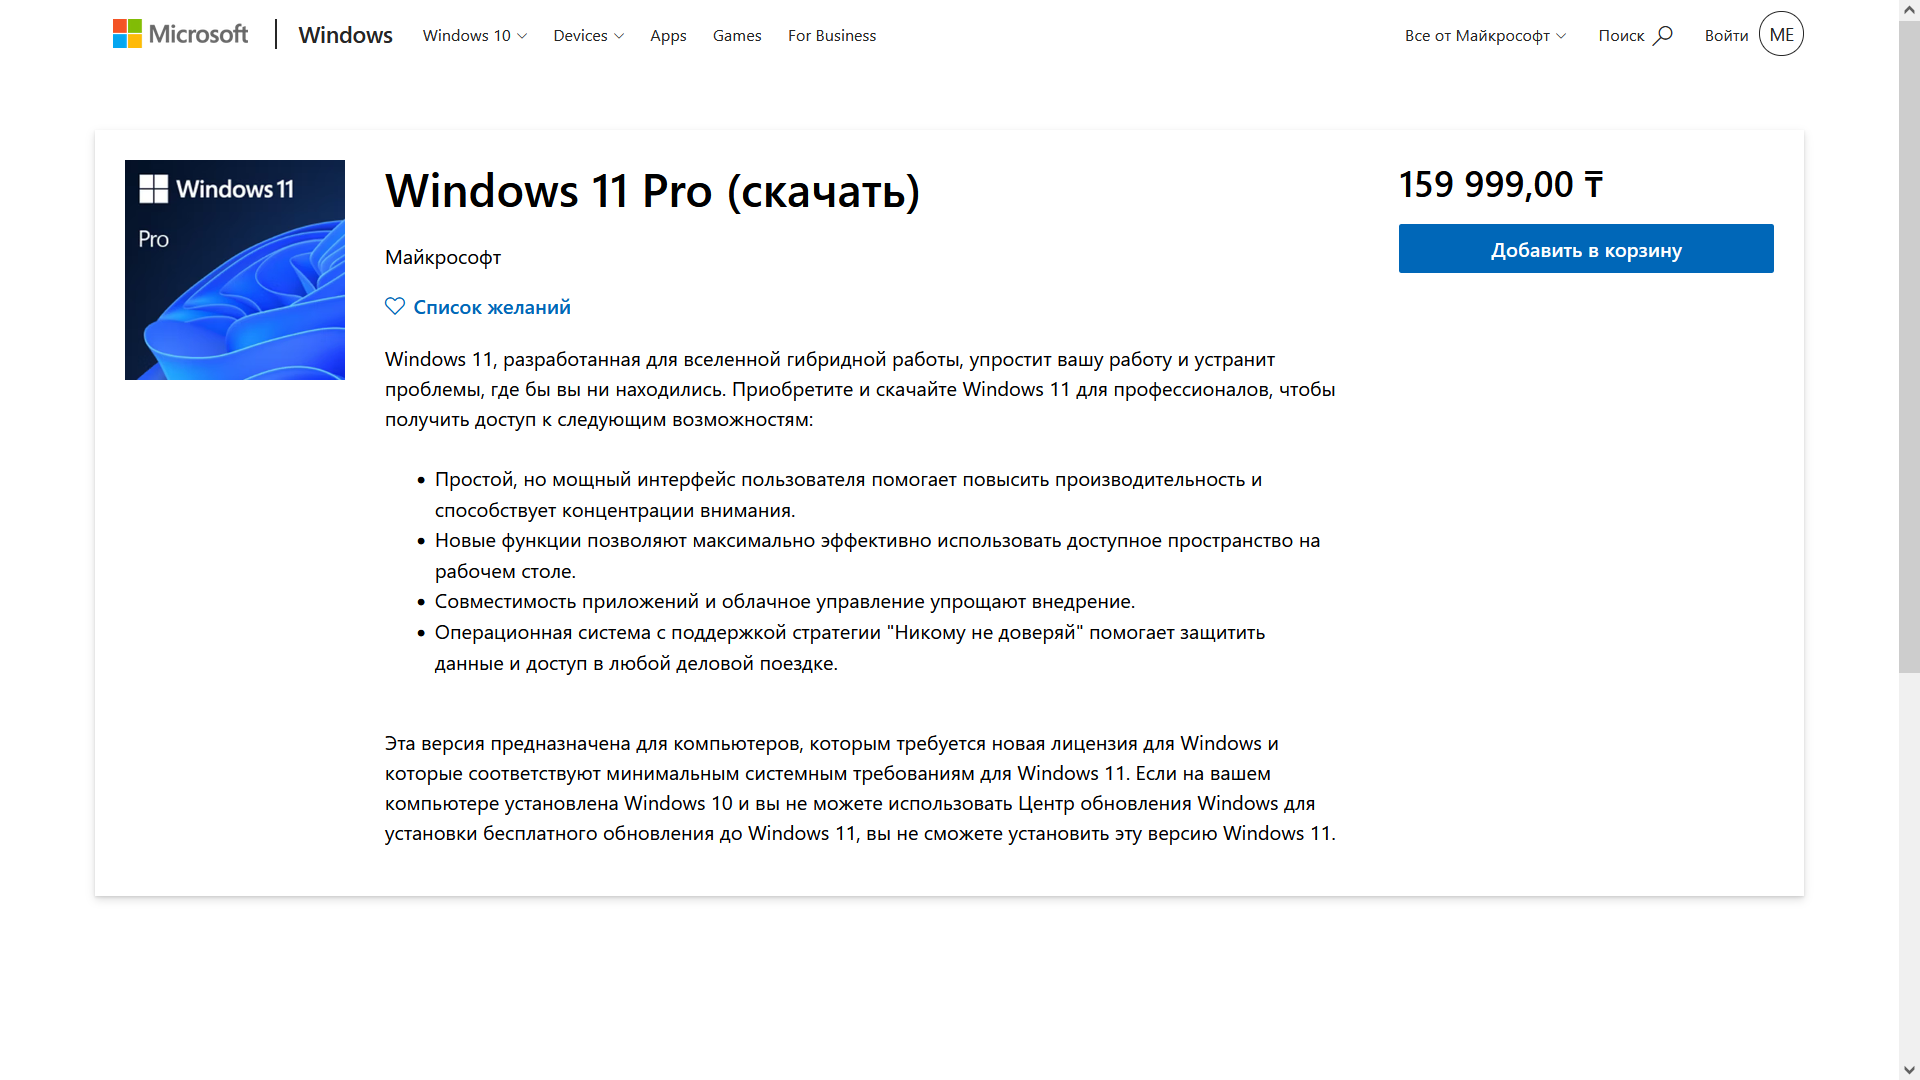 Microsoft
Windows
Windows 10
Devices
Apps
Games
For Business
Все от Майкрософт
Поиск
Войти
ME
Windows 11
Pro
Windows 11 Pro (скачать)
159 999,00 ₸
Добавить в корзину
Майкрософт
Список желаний
Windows 11, разработанная для вселенной гибридной работы, упростит вашу работу и устранит
проблемы, где бы вы ни находились. Приобретите и скачайте Windows 11 для профессионалов, чтобы
получить доступ к следующим возможностям:
• Простой, но мощный интерфейс пользователя помогает повысить производительность и
способствует концентрации внимания.
• Новые функции позволяют максимально эффективно использовать доступное пространство на
рабочем столе.
• Совместимость приложений и облачное управление упрощают внедрение.
• Операционная система с поддержкой стратегии "Никому не доверяй" помогает защитить
данные и доступ в любой деловой поездке.
Эта версия предназначена для компьютеров, которым требуется новая лицензия для Windows и
которые соответствуют минимальным системным требованиям для Windows 11. Если на вашем
компьютере установлена Windows 10 и вы не можете использовать Центр обновления Windows для
установки бесплатного обновления до Windows 11, вы не сможете установить эту версию Windows 11.